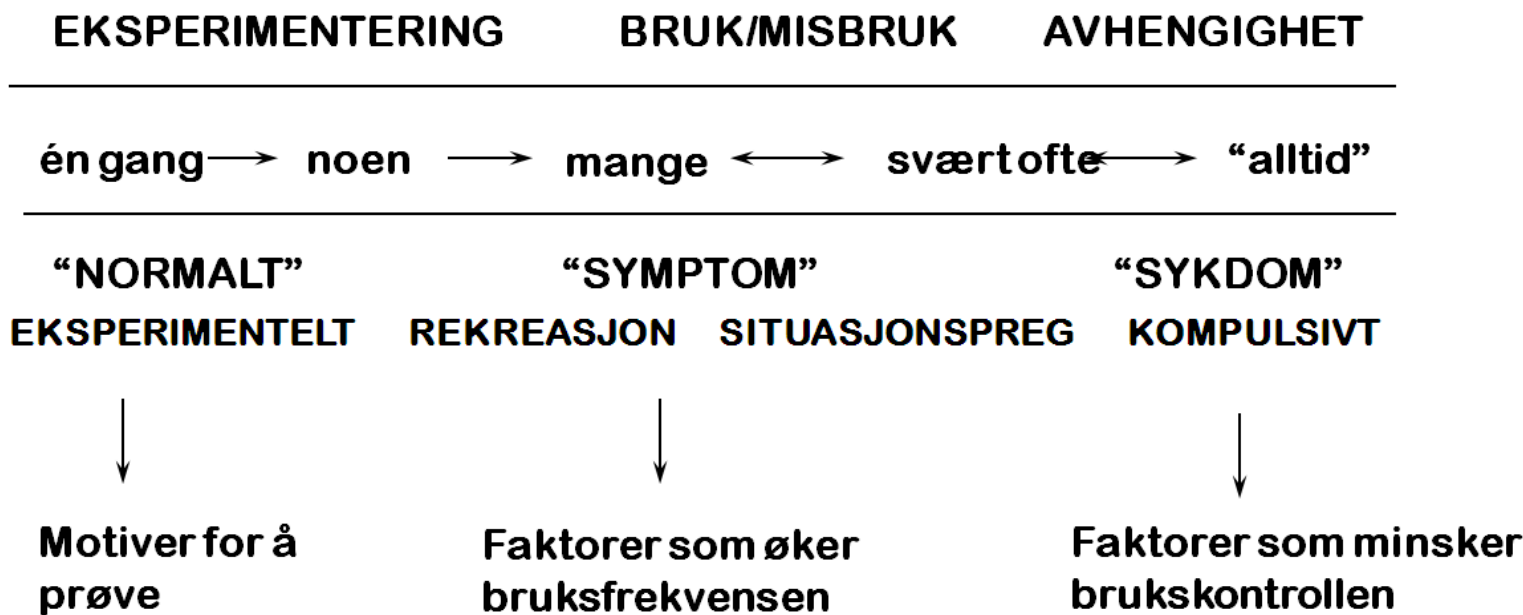 EKSPERIMENTERING BRUK/MISBRUK AVHENGIGHET
én gang noen mange svært ofte “alltid”
“NORMALT” “SYMPTOM” “SYKDOM”
EKSPERIMENTELT REKREASJON SITUASJONSPREG KOMPULSIVT
Motiver for å Faktorer som øker Faktorer som minsker
prøve bruksfrekvensen brukskontrollen